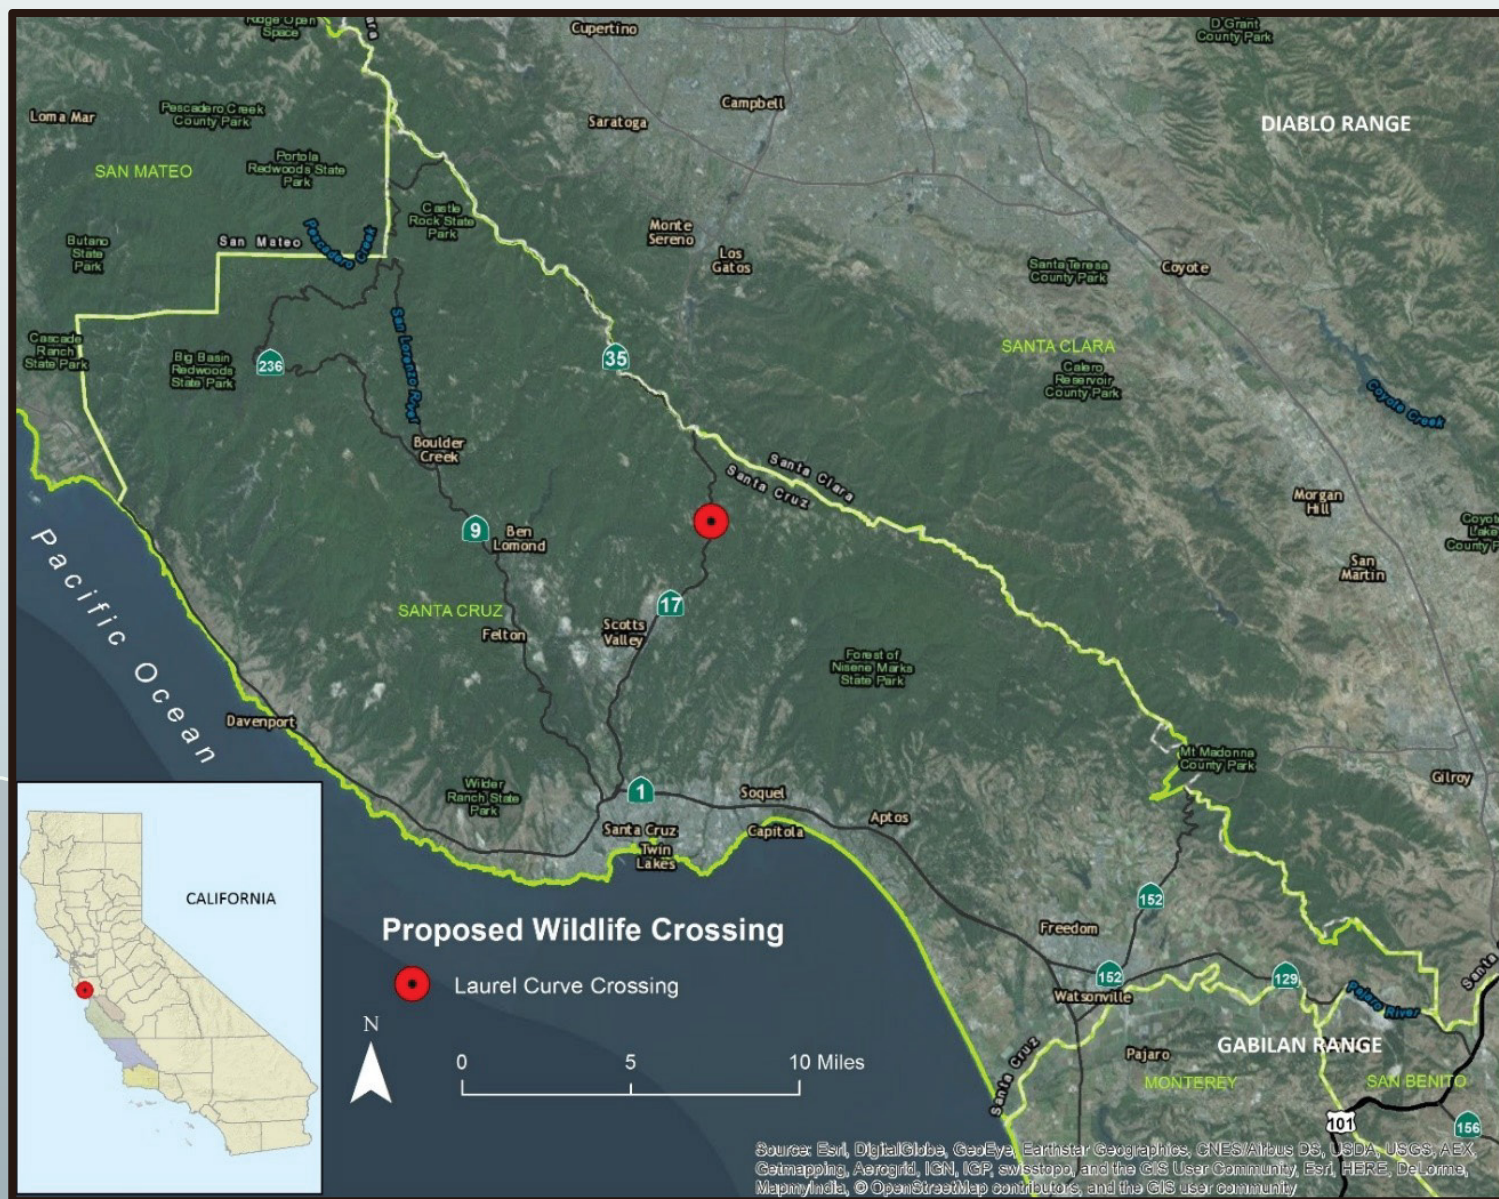 Ridge Open
Space
Cupertino
D Grant
County Park
Loma Mar
Pescadero Creek
County Park
Saratoga
Campbell
DIABLO RANGE
SAN MATEO
Portola
Redwoods State
Park
Castle
Rock State
Park
Butano
State
Park
San Mateo
Pescadero Creek
Monte
Sereno
Los
Gatos
Santa Teresa
County Park
Coyote
Cascade
Ranch
State Park
Big Basin
Redwoods
State Park
236
San Lorenzo River
35
SANTA CLARA
Calero
Reservoir
County Park
Coyote Creek
Boulder
Creek
Santa Clara
Santa Cruz
Morgan
Hill
9
Ben
Lomond
San
Martin
Pacific Ocean
SANTA CRUZ
17
Felton
Scotts
Valley
Forest of
Nisene Marks
State Park
Davenport
Mt Madonna
County Park
Gilroy
Wilder
Ranch State
Park
1
Soquel
Santa Cruz
Twin
Lakes
Capitola
Aptos
CALIFORNIA
152
Proposed Wildlife Crossing
Laurel Curve Crossing
Freedom
152
129
Watsonville
Pajaro River
Santa
N
0 5 10 Miles
Santa Cruz
Pajaro
GABILAN RANGE
MONTEREY
SAN BENITO
101
156
Source: Esri, DigitalGlobe, GeoEye, Earthstar Geographics, CNES/Airbus DS, USDA, USGS, AEX,
Getmapping, Aerogrid, IGN, IGP, swisstopo, and the GIS User Community, Esri, HERE, DeLorme,
MapmyIndia, © OpenStreetMap contributors, and the GIS user community